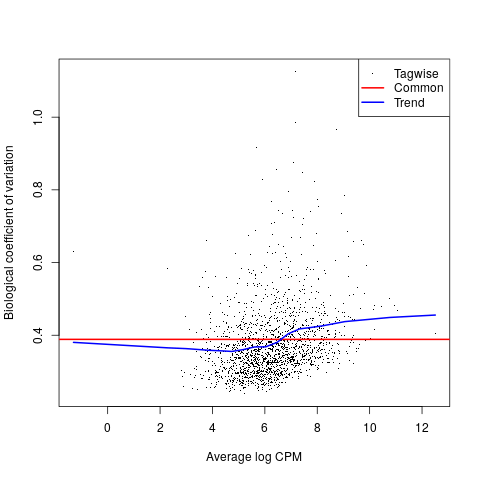 Tagwise
Common
Trend
Biological coefficient of variation
1.0
0.8
0.6
0.4
0 2 4 6 8 10 12
Average log CPM